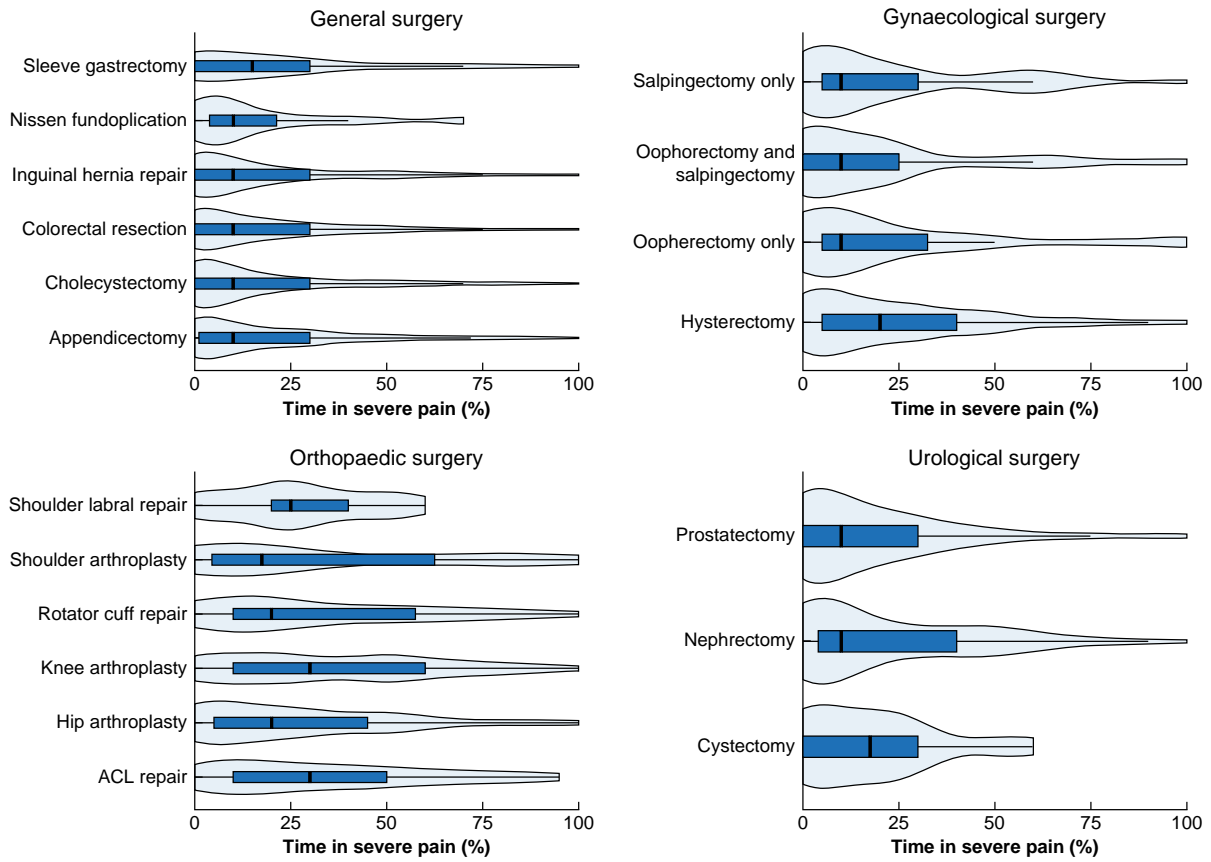 General surgery
Sleeve gastrectomy
Nissen fundoplication
Inguinal hernia repair
Colorectal resection
Cholecystectomy
Appendicectomy
0 25 50 75 100
Time in severe pain (%)
Gynaecological surgery
Salpingectomy only
Oophorectomy and
salpingectomy
Oopherectomy only
Hysterectomy
0 25 50 75 100
Time in severe pain (%)
Orthopaedic surgery
Shoulder labral repair
Shoulder arthroplasty
Rotator cuff repair
Knee arthroplasty
Hip arthroplasty
ACL repair
0 25 50 75 100
Time in severe pain (%)
Urological surgery
Prostatectomy
Nephrectomy
Cystectomy
0 25 50 75 100
Time in severe pain (%)